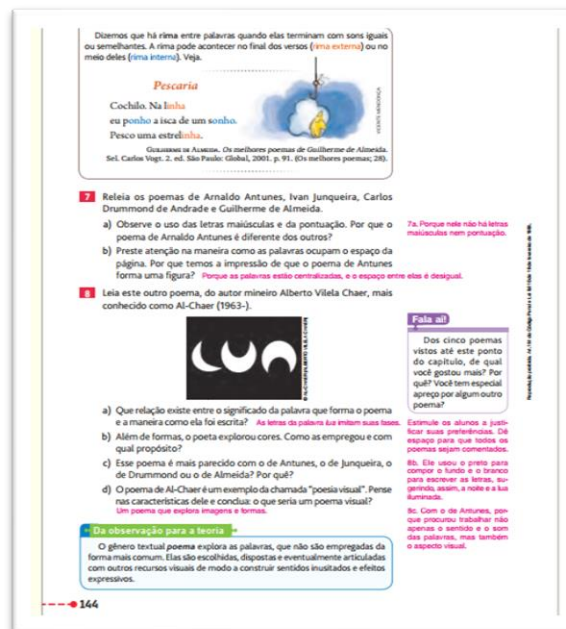 Dizemos que há rima entre palavras quando elas terminam com sons iguais
ou semelhantes. A rima pode acontecer no final dos versos (rima externa) ou no
meio deles (rima interna). Veja.
Pescaria
Cochilo. Na linha
eu ponho a isca de um sonho.
Pesco uma estrelinha.
VICENTE MENDONÇA
GUILHERME DE ALMEIDA. Os melhores poemas de Guilherme de Almeida.
Sel. Carlos Vogt. 2. ed. São Paulo: Global, 2001. p. 91. (Os melhores poemas; 28).
7 Releia os poemas de Arnaldo Antunes, Ivan Junqueira, Carlos
Drummond de Andrade e Guilherme de Almeida.
a) Observe o uso das letras maiúsculas e da pontuação. Por que o
poema de Arnaldo Antunes é diferente dos outros?
7a. Porque nele não há letras
maiúsculas nem pontuação.
b) Preste atenção na maneira como as palavras ocupam o espaço da
página. Por que temos a impressão de que o poema de Antunes
forma uma figura? Porque as palavras estão centralizadas, e o espaço entre elas é desigual.
8 Leia este outro poema, do autor mineiro Alberto Vilela Chaer, mais
conhecido como Al-Chaer (1963-).
LUA
a) Que relação existe entre o significado da palavra que forma o poema
e a maneira como ela foi escrita? As letras da palavra lua imitam suas fases.
b) Além de formas, o poeta explorou cores. Como as empregou e com
qual propósito?
c) Esse poema é mais parecido com o de Antunes, o de Junqueira, o
de Drummond ou o de Almeida? Por quê?
d) O poema de Al-Chaer é um exemplo da chamada "poesia visual". Pense
nas características dele e conclua: o que seria um poema visual?
Um poema que explora imagens e formas.
Fala aí!
Dos cinco poemas
vistos até este ponto
do capítulo, de qual
você gostou mais? Por
quê? Você tem especial
apreço por algum outro
poema?
Estimule os alunos a justi-
ficar suas preferências. Dê
espaço para que todos os
poemas sejam comentados.
8b. Ele usou o preto para
compor o fundo e o branco
para escrever as letras, su-
gerindo, assim, a noite e a lua
iluminada.
8c. Com o de Antunes, por-
que procurou trabalhar não
apenas o sentido e o som
das palavras, mas também
o aspecto visual.
Da observação para a teoria
O gênero textual poema explora as palavras, que não são empregadas da
forma mais comum. Elas são escolhidas, dispostas e eventualmente articuladas
com outros recursos visuais de modo a construir sentidos inusitados e efeitos
expressivos.
144